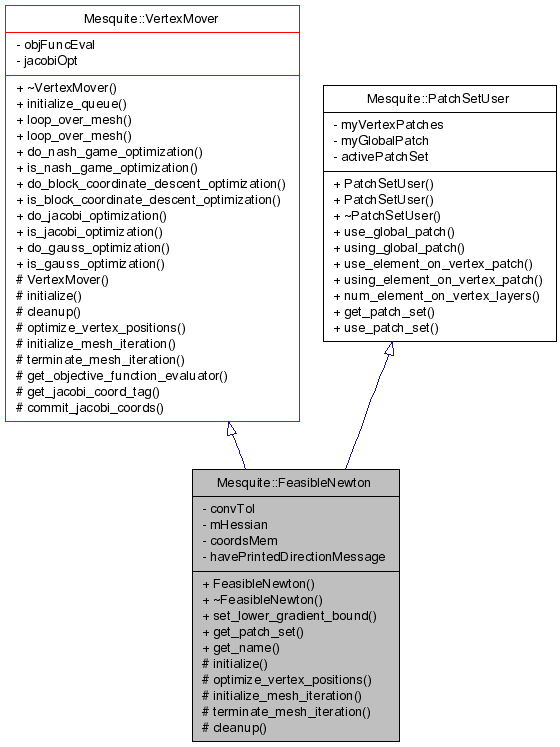 Mesquite::VertexMover
- objFuncEval
- jacobiOpt
+ ~VertexMover()
+ initialize_queue()
+ loop_over_mesh()
+ loop_over_mesh()
+ do_nash_game_optimization()
+ is_nash_game_optimization()
+ do_block_coordinate_descent_optimization()
+ is_block_coordinate_descent_optimization()
+ do_jacobi_optimization()
+ is_jacobi_optimization()
+ do_gauss_optimization()
+ is_gauss_optimization()
# VertexMover()
# initialize()
# cleanup()
# optimize_vertex_positions()
# initialize_mesh_iteration()
# terminate_mesh_iteration()
# get_objective_function_evaluator()
# get_jacobi_coord_tag()
# commit_jacobi_coords()
Mesquite::PatchSetUser
- myVertexPatches
- myGlobalPatch
- activePatchSet
+ PatchSetUser()
+ PatchSetUser()
+ ~PatchSetUser()
+ use_global_patch()
+ using_global_patch()
+ use_element_on_vertex_patch()
+ using_element_on_vertex_patch()
+ num_element_on_vertex_layers()
+ get_patch_set()
+ use_patch_set()
Mesquite::FeasibleNewton
- convTol
- mHessian
- coordsMem
- havePrintedDirectionMessage
+ FeasibleNewton()
+ ~FeasibleNewton()
+ set_lower_gradient_bound()
+ get_patch_set()
+ get_name()
# initialize()
# optimize_vertex_positions()
# initialize_mesh_iteration()
# terminate_mesh_iteration()
# cleanup()